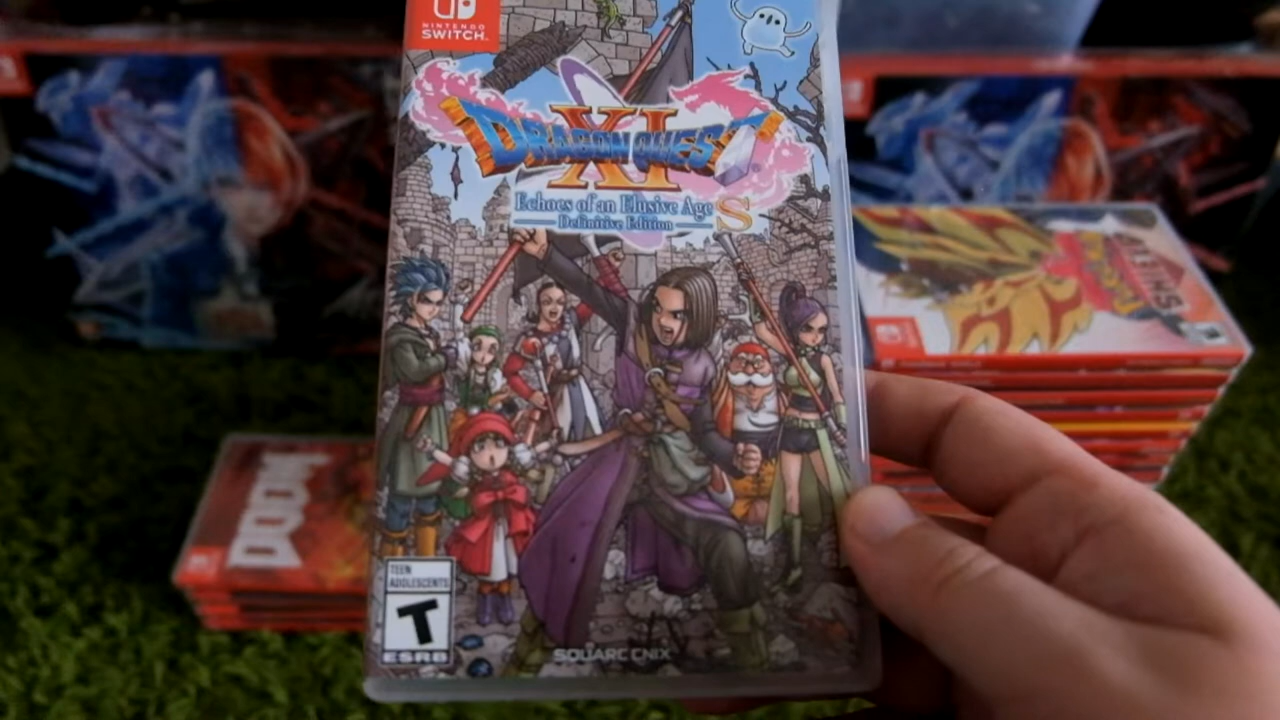 NINTENDO
SWITCH
DRAGON QUEST
XI
Echoes of an Elusive Age S
Definitive Edition
DOOM
TEEN
ADOLESCENTS
T
ESRB
SQUARE ENIX